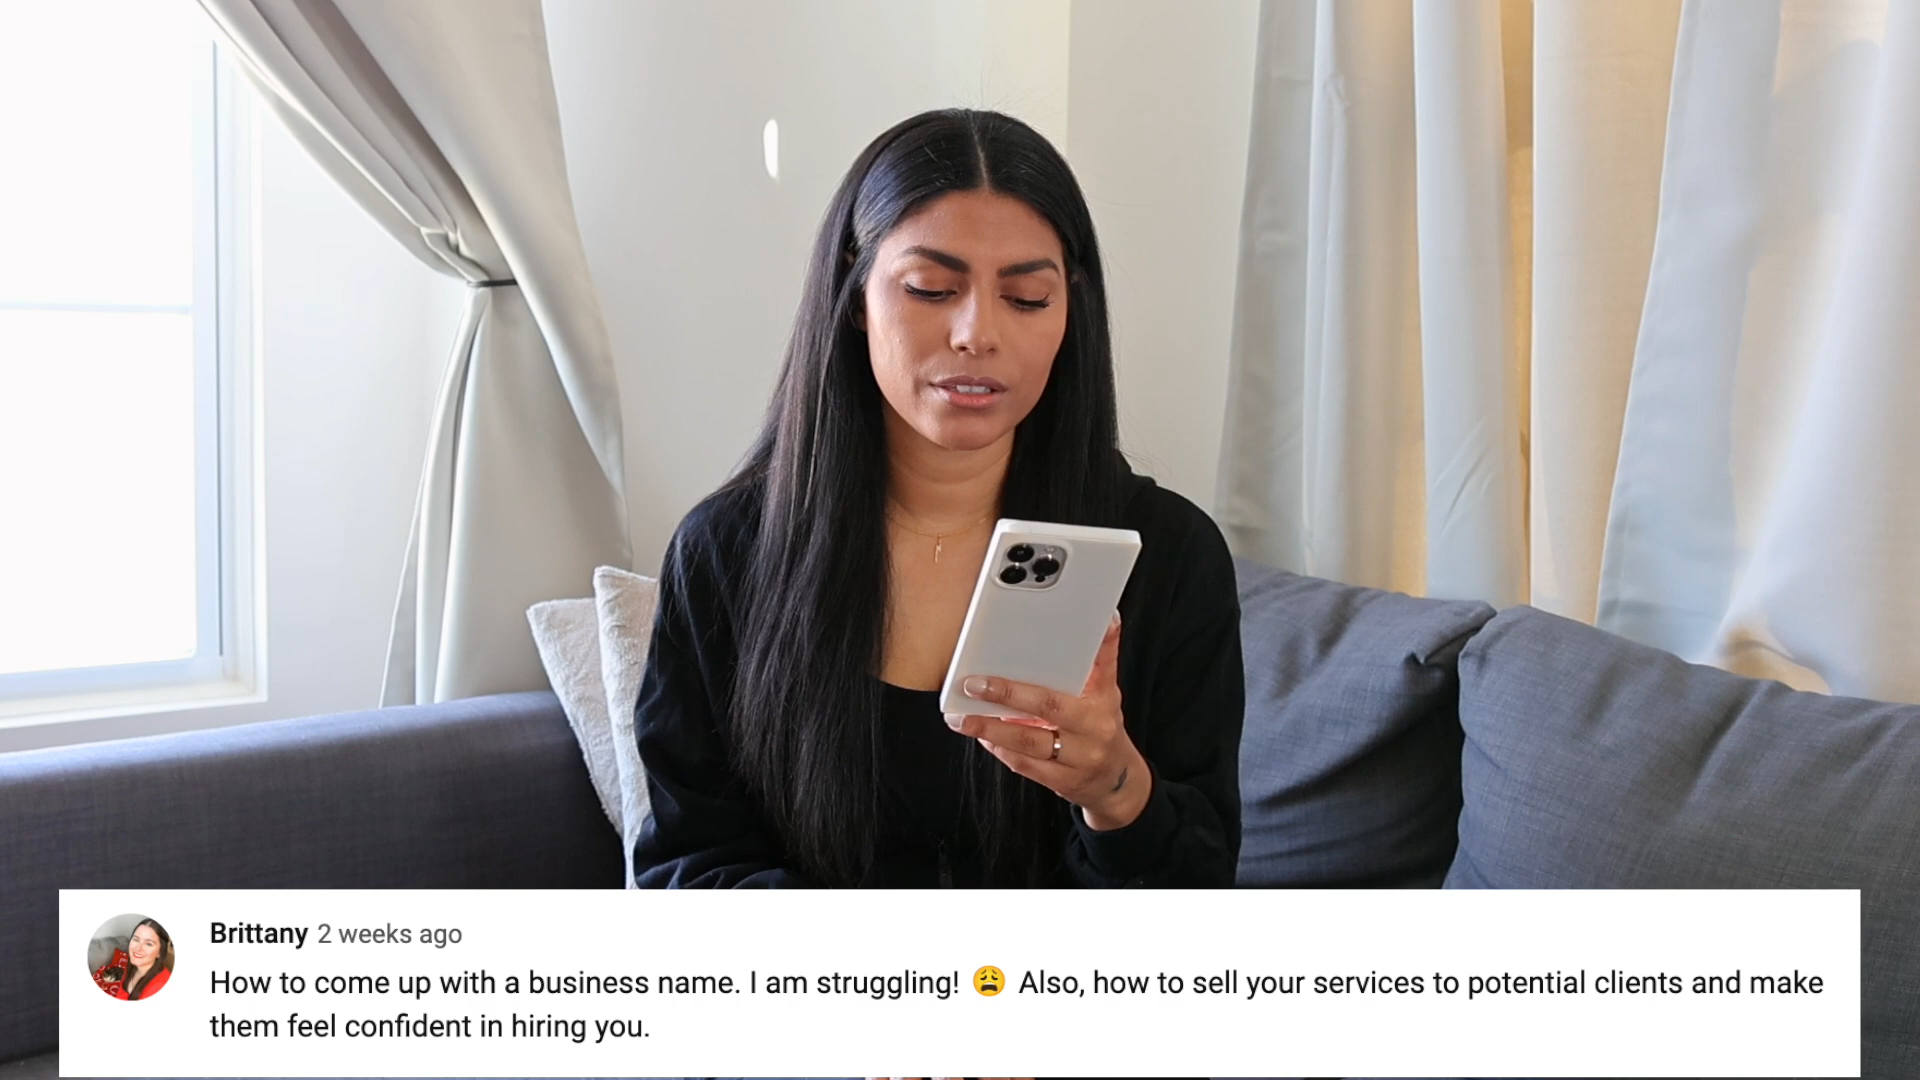 Brittany 2 weeks ago
How to come up with a business name. I am struggling! 😩 Also, how to sell your services to potential clients and make
them feel confident in hiring you.